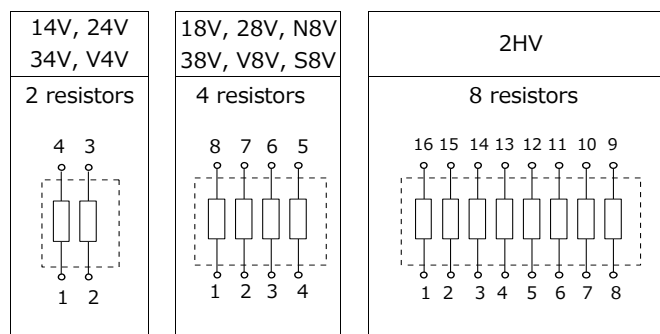 14V, 24V
34V, V4V
2 resistors
4 3
1 2
18V, 28V, N8V
38V, V8V, S8V
4 resistors
8 7 6 5
1 2 3 4
2HV
8 resistors
16 15 14 13 12 11 10 9
1 2 3 4 5 6 7 8